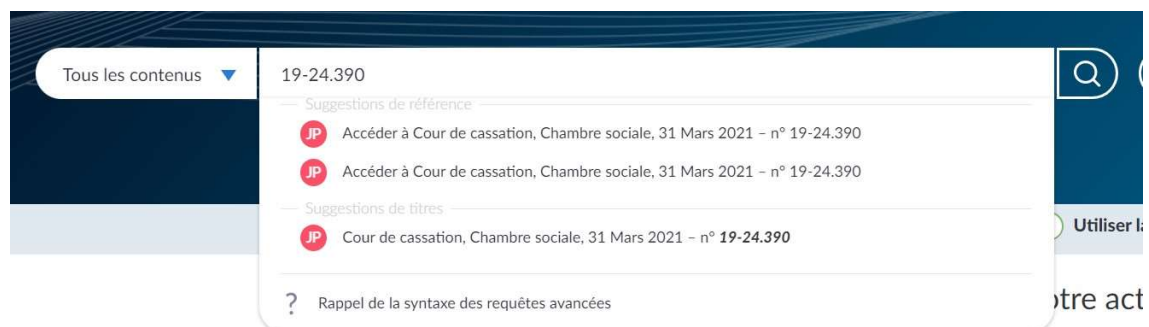 Tous les contenus
19-24.390
Suggestions de référence
JP Accéder à Cour de cassation, Chambre sociale, 31 Mars 2021 – n° 19-24.390
JP Accéder à Cour de cassation, Chambre sociale, 31 Mars 2021 – n° 19-24.390
Suggestions de titres
JP Cour de cassation, Chambre sociale, 31 Mars 2021 – n° 19-24.390
Utiliser
? Rappel de la syntaxe des requêtes avancées